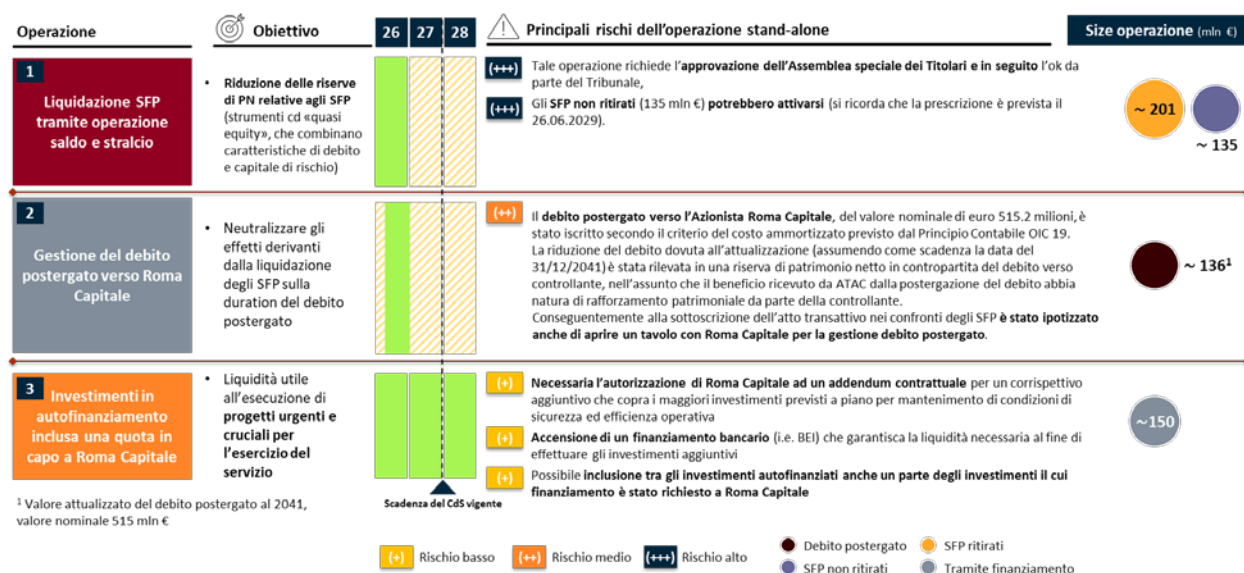 Operazione
Obiettivo
26 27 28
Principali rischi dell'operazione stand-alone
Size operazione (mln €)
1
Liquidazione SFP
tramite operazione
saldo e stralcio
• Riduzione delle riserve
di PN relative agli SFP
(strumenti cd «quasi
equity», che combinano
caratteristiche di debito
e capitale di rischio)
(+++) Tale operazione richiede l'approvazione dell'Assemblea speciale dei Titolari e in seguito l'ok da
parte del Tribunale,
(+++) Gli SFP non ritirati (135 mln €) potrebbero attivarsi (si ricorda che la prescrizione è prevista il
26.06.2029).
~ 201
~ 135
2
Gestione del debito
postergato verso Roma
Capitale
• Neutralizzare gli
effetti derivanti
dalla liquidazione
degli SFP sulla
duration del debito
postergato
(++) Il debito postergato verso l'Azionista Roma Capitale, del valore nominale di euro 515.2 milioni, è
stato iscritto secondo il criterio del costo ammortizzato previsto dal Principio Contabile OIC 19.
La riduzione del debito dovuta all'attualizzazione (assumendo come scadenza la data del
31/12/2041) è stata rilevata in una riserva di patrimonio netto in contropartita del debito verso
controllante, nell'assunto che il beneficio ricevuto da ATAC dalla postergazione del debito abbia
natura di rafforzamento patrimoniale da parte della controllante.
Conseguentemente alla sottoscrizione dell'atto transattivo nei confronti degli SFP è stato ipotizzato
anche di aprire un tavolo con Roma Capitale per la gestione debito postergato.
~ 136¹
3
Investimenti in
autofinanziamento
inclusa una quota in
capo a Roma Capitale
• Liquidità utile
all'esecuzione di
progetti urgenti e
cruciali per
l'esercizio del
servizio
(+) Necessaria l'autorizzazione di Roma Capitale ad un addendum contrattuale per un corrispettivo
aggiuntivo che copra i maggiori investimenti previsti a piano per mantenimento di condizioni di
sicurezza ed efficienza operativa
(+) Accensione di un finanziamento bancario (i.e. BEI) che garantisca la liquidità necessaria al fine di
effettuare gli investimenti aggiuntivi
(+) Possibile inclusione tra gli investimenti autofinanziati anche un parte degli investimenti il cui
finanziamento è stato richiesto a Roma Capitale
~150
Scadenza del CdS vigente
¹ Valore attualizzato del debito postergato al 2041,
valore nominale 515 mln €
(+) Rischio basso (++) Rischio medio (+++) Rischio alto
Debito postergato SFP ritirati
SFP non ritirati Tramite finanziamento